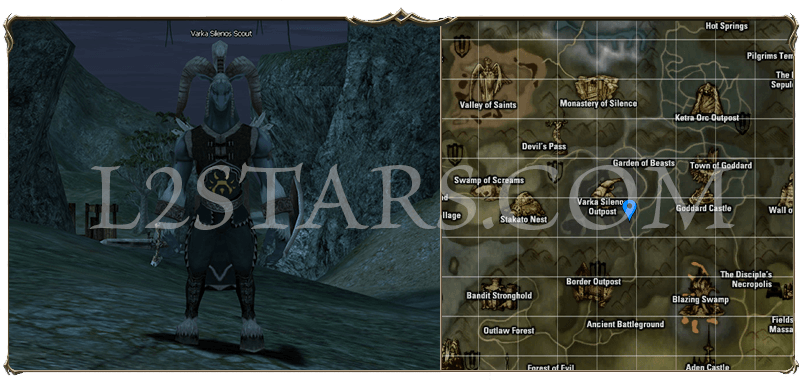 Varka Silenos Scout
L2STARS.COM
Hot Springs
Pilgrims Tem
The
Sepul
Valley of Saints
Monastery of Silence
Ketra Orc Outpost
Devil's Pass
Garden of Beasts
Town of Goddard
Swamp of Screams
Varka Silenos
Outpost
Goddard Castle
Wall o
llage
Stakato Nest
The Disciple's
Necropolis
Border Outpost
Bandit Stronghold
Blazing Swamp
Outlaw Forest
Ancient Battleground
Fields
Massa
Forest of Evil
Aden Castle